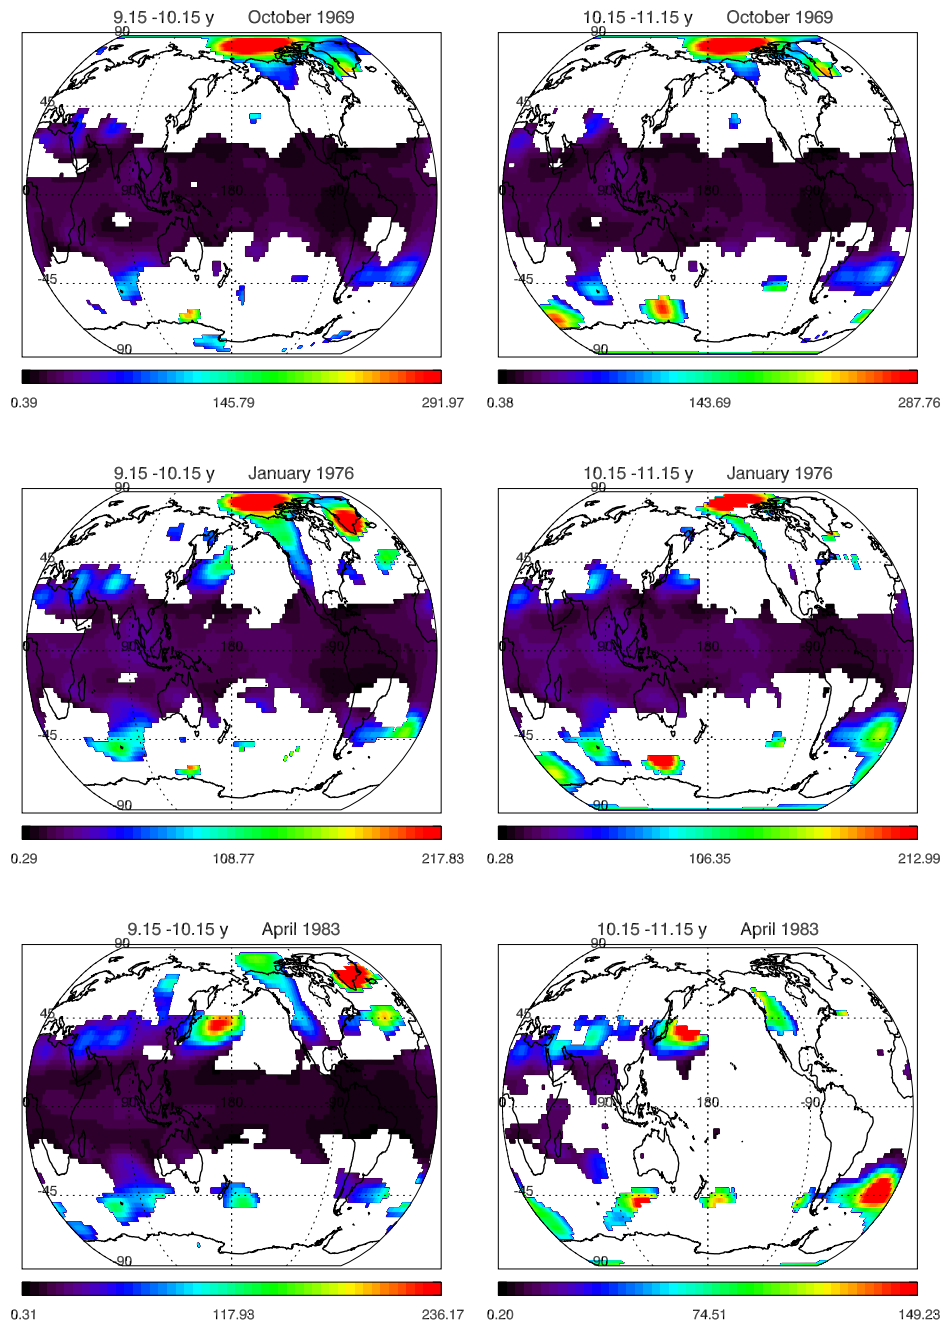 9.15 -10.15 y October 1969
90
45
0 90 180 -90
-45
-90
0.39 145.79 291.97
10.15 -11.15 y October 1969
90
45
0 90 180 -90
-45
-90
0.38 143.69 287.76
9.15 -10.15 y January 1976
90
45
0 90 180 -90
-45
-90
0.29 108.77 217.83
10.15 -11.15 y January 1976
90
45
0 90 180 -90
-45
-90
0.28 106.35 212.99
9.15 -10.15 y April 1983
90
45
0 90 180 -90
-45
-90
0.31 117.93 236.17
10.15 -11.15 y April 1983
90
45
0 90 180 -90
-45
-90
0.20 74.51 149.23